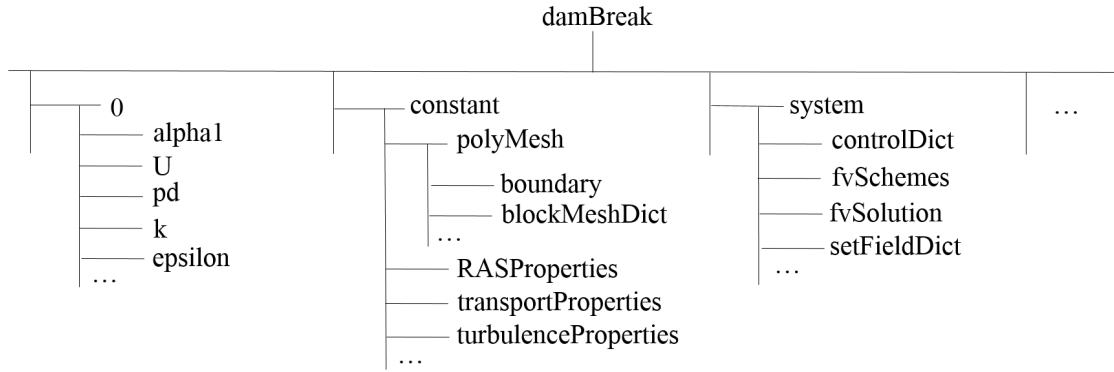 damBreak
0
alpha1
U
pd
k
epsilon
…
constant
polyMesh
boundary
blockMeshDict
…
RASProperties
transportProperties
turbulenceProperties
…
system
controlDict
fvSchemes
fvSolution
setFieldDict
…
…